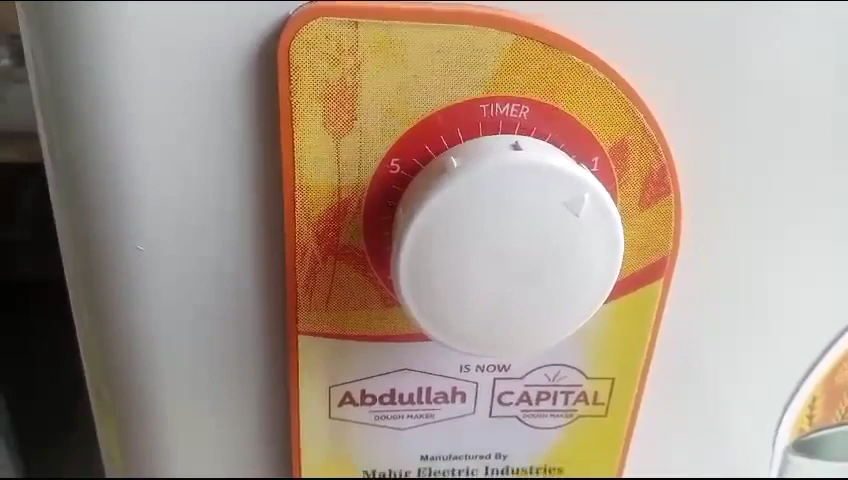 TIMER
5 1
IS NOW
Abdullah CAPITAL
DOUGH MAKER DOUGH MAKER
Manufactured By
Mahir Electric Industries